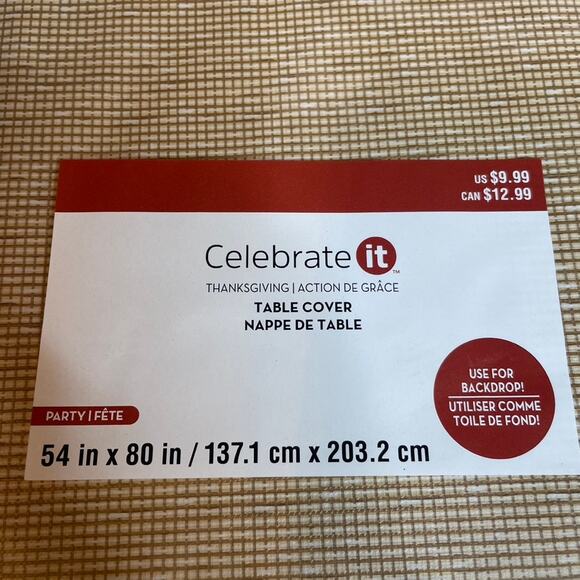 US $9.99
CAN $12.99
Celebrate it™
THANKSGIVING | ACTION DE GRÂCE
TABLE COVER
NAPPE DE TABLE
USE FOR
BACKDROP!
UTILISER COMME
TOILE DE FOND!
PARTY | FÊTE
54 in x 80 in / 137.1 cm x 203.2 cm